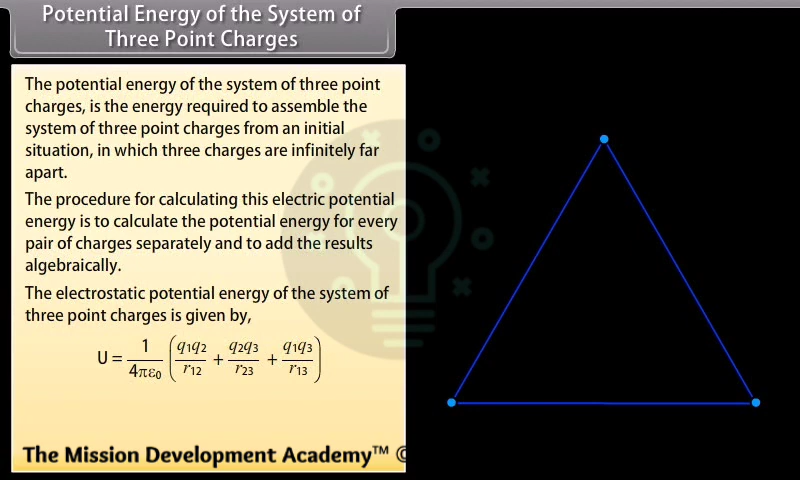 Potential Energy of the System of
Three Point Charges
The potential energy of the system of three point
charges, is the energy required to assemble the
system of three point charges from an initial
situation, in which three charges are infinitely far
apart.
The procedure for calculating this electric potential
energy is to calculate the potential energy for every
pair of charges separately and to add the results
algebraically.
The electrostatic potential energy of the system of
three point charges is given by,
U = 1/4πε₀ (q₁q₂/r₁₂ + q₂q₃/r₂₃ + q₁q₃/r₁₃)
The Mission Development Academy™ ©